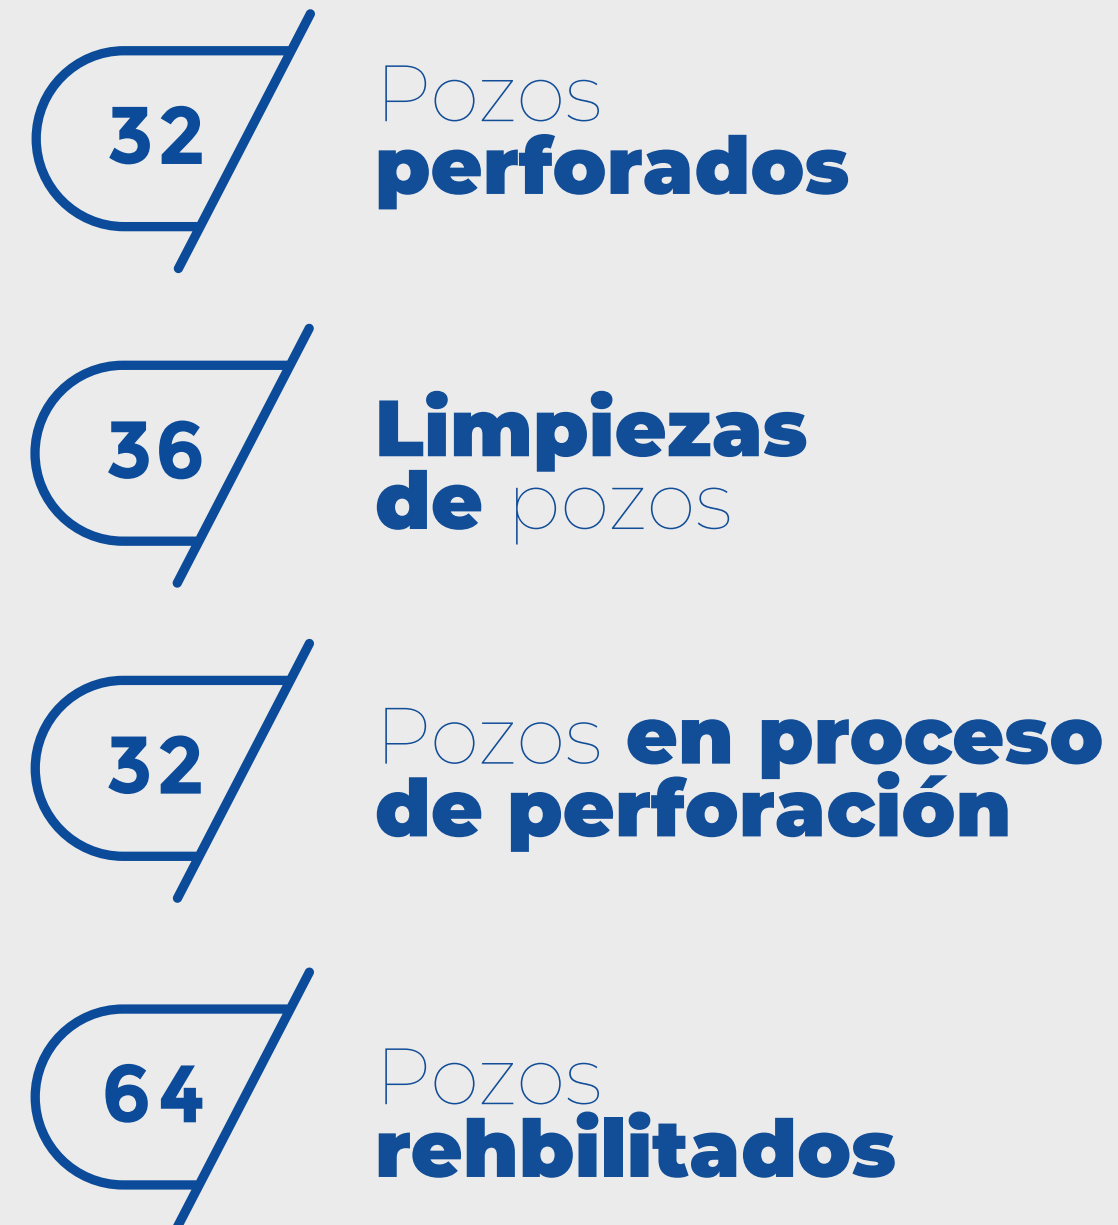 32
Pozos
perforados
36
Limpiezas
de pozos
32
Pozos en proceso
de perforación
64
Pozos
rehbilitados